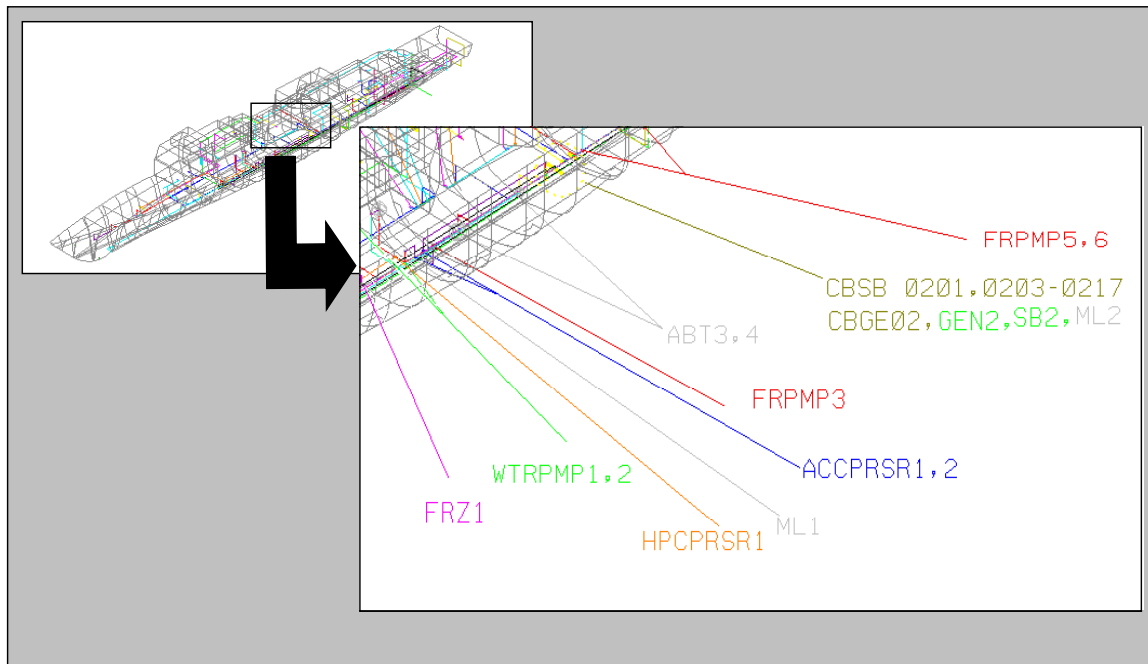 FRPMP5,6
CBSB 0201,0203-0217
CBGE02,GEN2,SB2,ML2
ABT3,4
FRPMP3
WTRPMP1,2
ACCPRSR1,2
FRZ1
HPCPRSR1
ML1